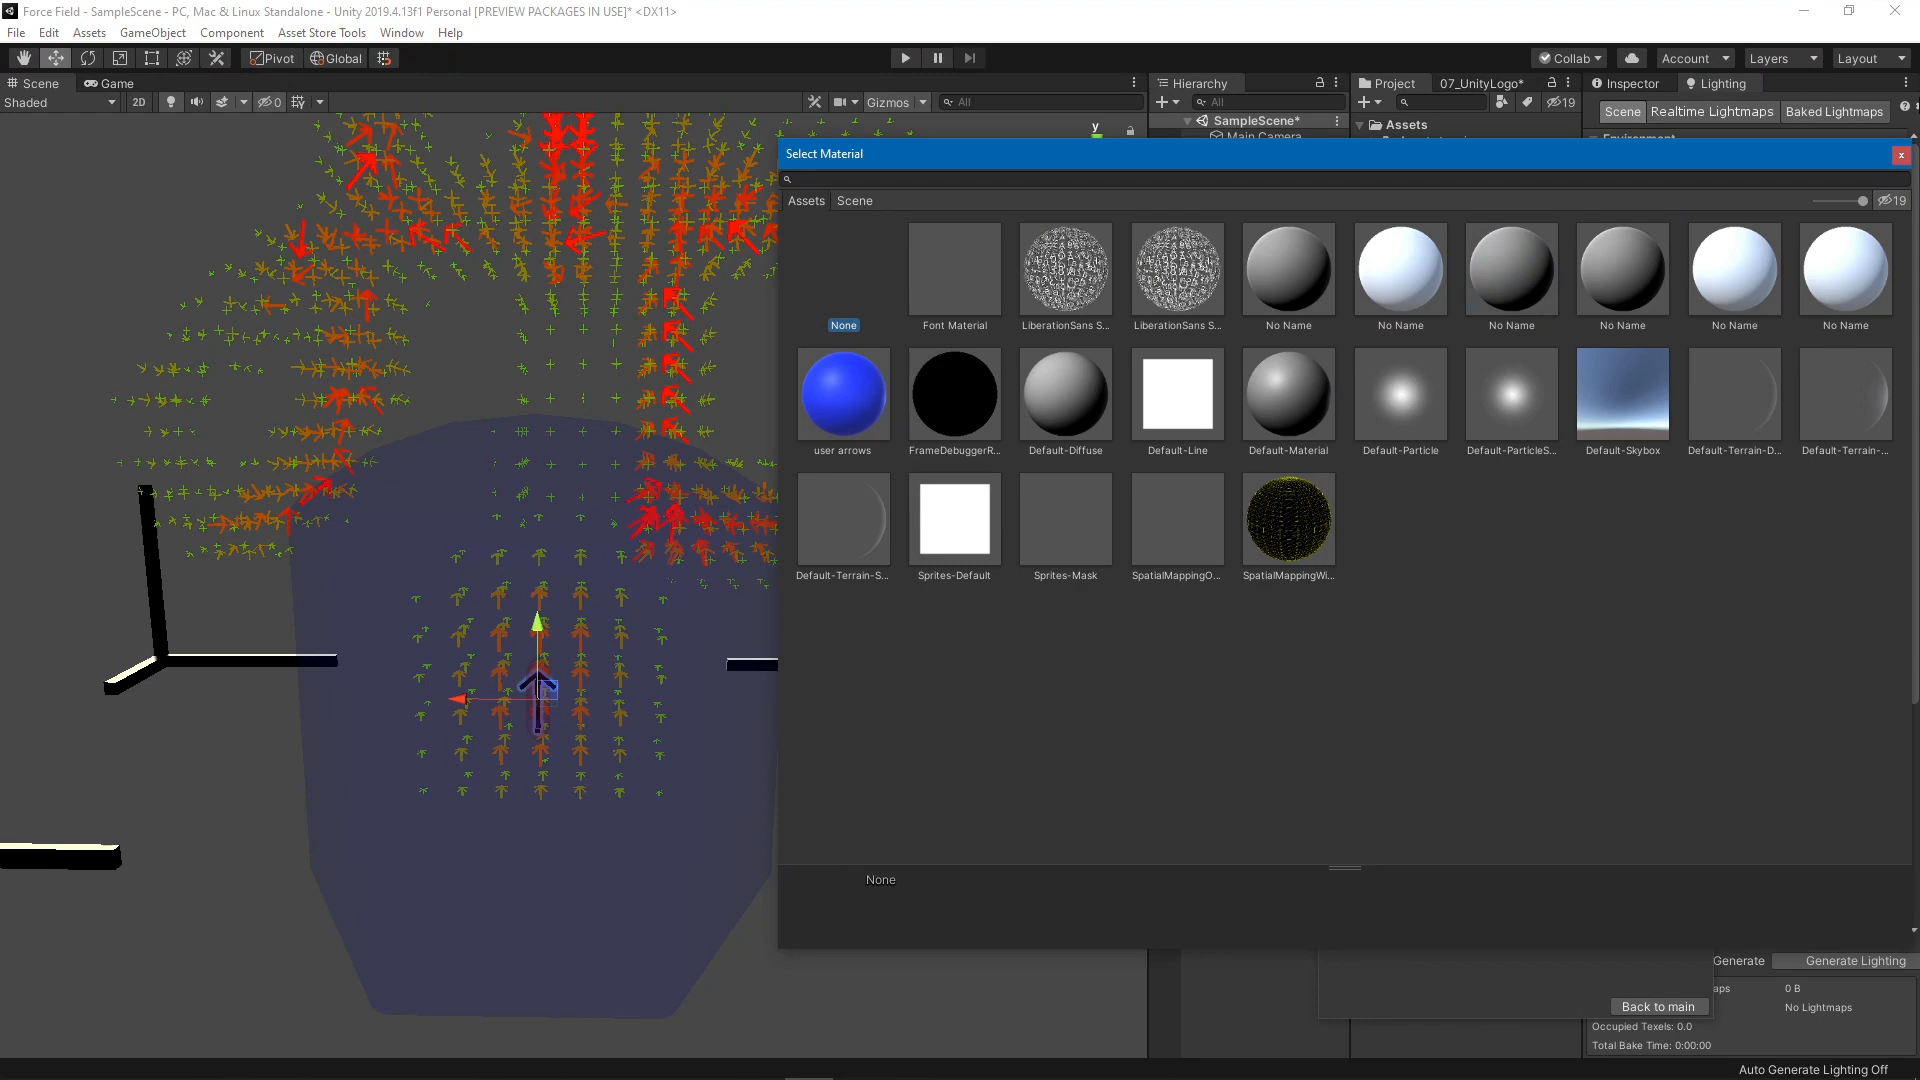 Force Field - SampleScene - PC, Mac & Linux Standalone - Unity 2019.4.13f1 Personal [PREVIEW PACKAGES IN USE]* <DX11>
File Edit Assets GameObject Component Asset Store Tools Window Help
Pivot Global Collab Account Layers Layout
Scene Game Hierarchy Project 07_UnityLogo* Inspector Lighting
Shaded 2D 0 Gizmos All All 19 Scene Realtime Lightmaps Baked Lightmaps
SampleScene* Assets
y Main Camera Environment
Select Material
Assets Scene 19
None Font Material LiberationSans S... LiberationSans S... No Name No Name No Name No Name No Name No Name
user arrows FrameDebuggerR... Default-Diffuse Default-Line Default-Material Default-Particle Default-ParticleS... Default-Skybox Default-Terrain-D... Default-Terrain-...
Default-Terrain-S... Sprites-Default Sprites-Mask SpatialMappingO... SpatialMappingWi...
None
Generate Generate Lighting
aps 0 B
Back to main No Lightmaps
Occupied Texels: 0.0
Total Bake Time: 0:00:00
Auto Generate Lighting Off